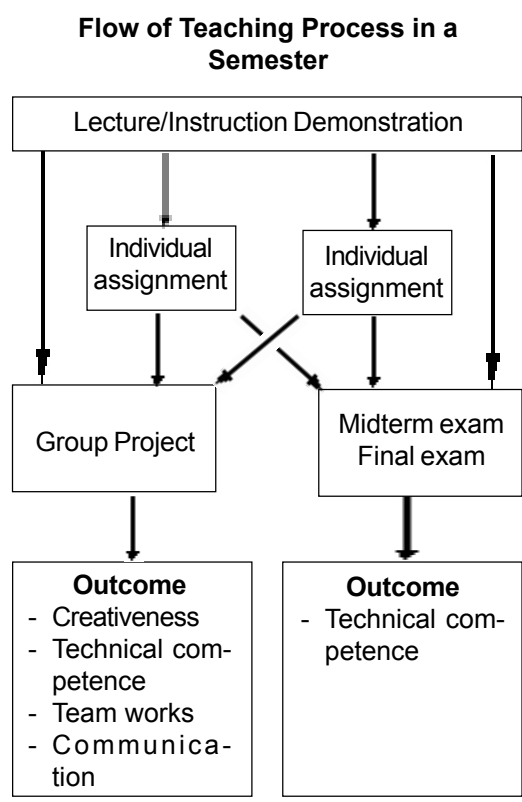 Flow of Teaching Process in a
Semester
Lecture/Instruction Demonstration
Individual
assignment
Individual
assignment
Group Project
Midterm exam
Final exam
Outcome
- Creativeness
- Technical com-
petence
- Team works
- Communica-
tion
Outcome
- Technical com-
petence